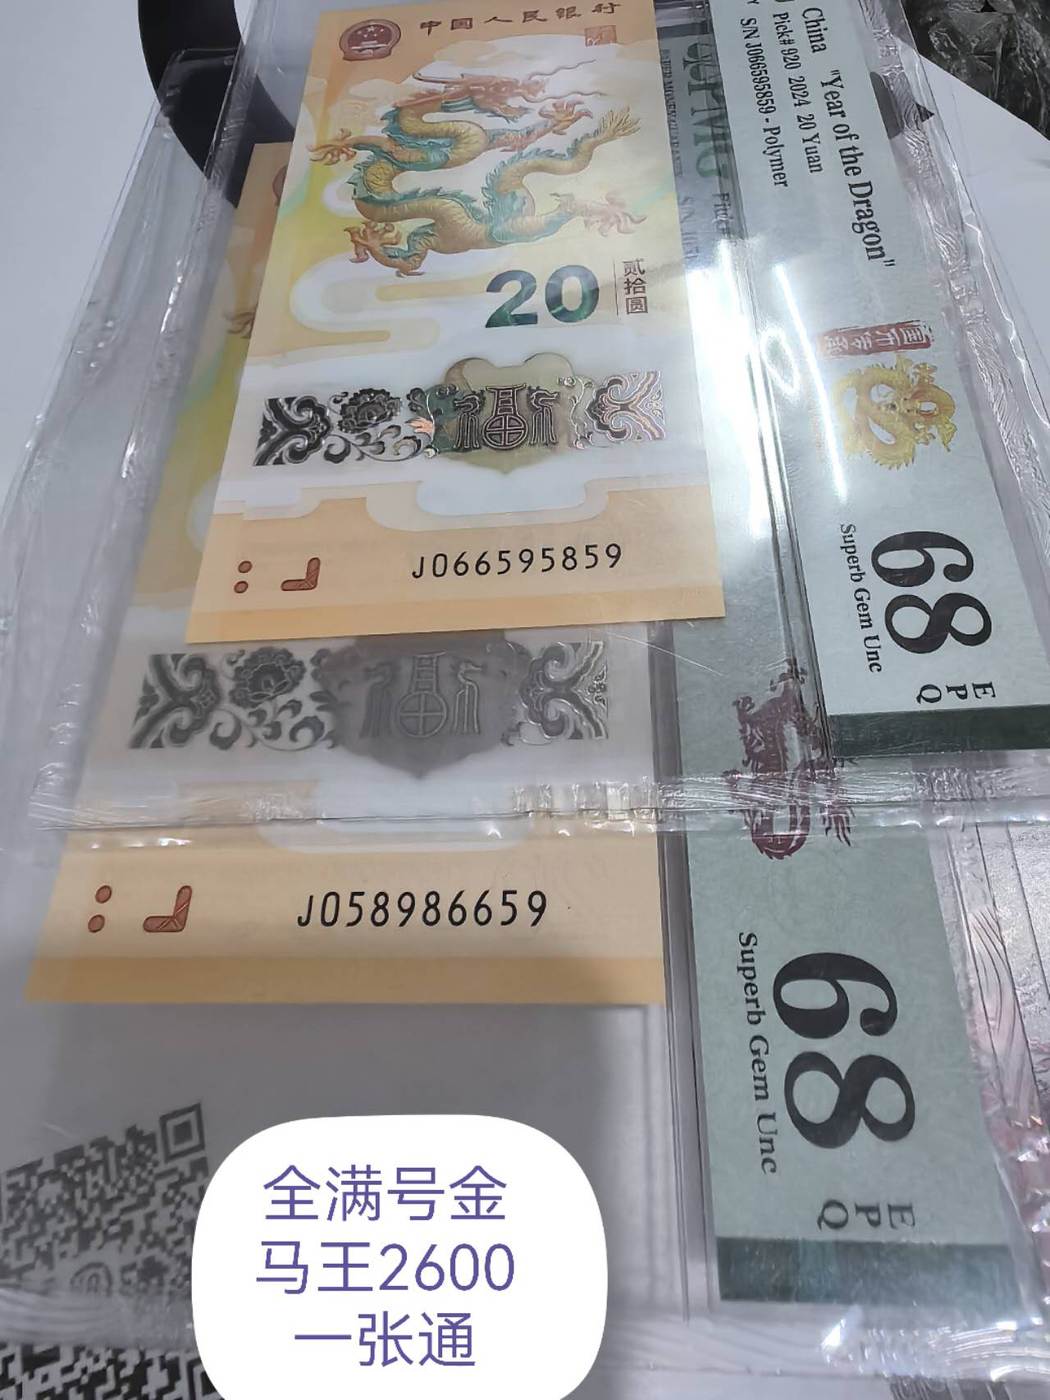 中国人民银行
20
贰拾圆
J066595859
China "Year of the Dragon"
Pick# 920 2024 20 Yuan
S/N J066595859 - Polymer
68
EPQ
Superb Gem Unc
J058986659
68
EPQ
Superb Gem Unc
全满号金
马王2600
一张通